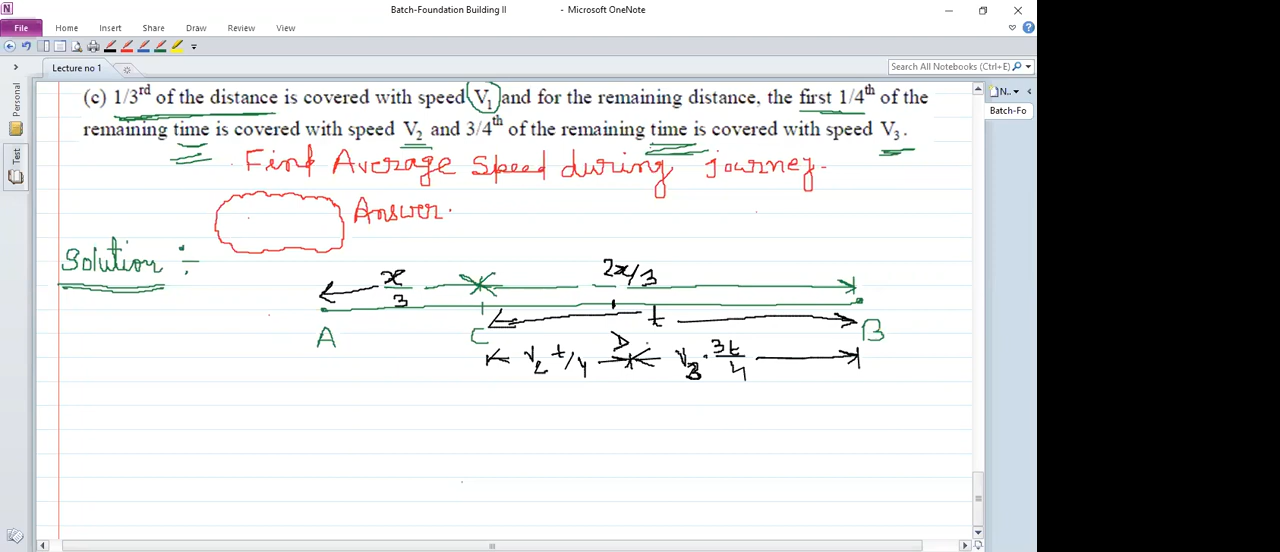 Batch-Foundation Building II - Microsoft OneNote
File Home Insert Share Draw Review View
Lecture no 1
Search All Notebooks (Ctrl+E)
Personal
Test
N..
Batch-Fo
(c) 1/3rd of the distance is covered with speed V1 and for the remaining distance, the first 1/4th of the
remaining time is covered with speed V2 and 3/4th of the remaining time is covered with speed V3.
Find Average Speed during Journey.
Answer.
Solution :-
x/3 2x/3
A C t B
D
V2 t/4 V3 . 3t/4